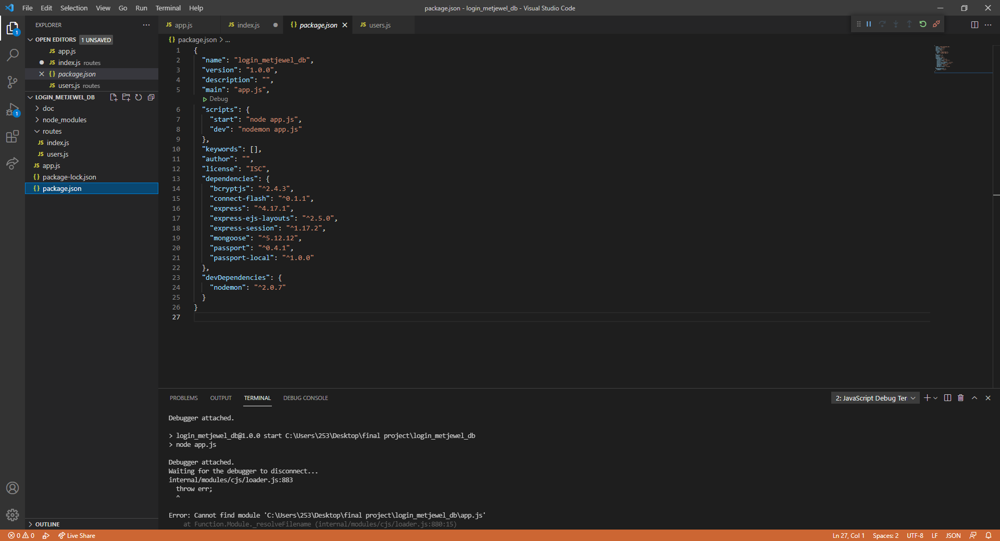 File Edit Selection View Go Run Terminal Help
package.json - login_metjewel_db - Visual Studio Code
EXPLORER
OPEN EDITORS 1 UNSAVED
JS app.js
JS index.js routes
{} package.json
JS users.js routes
LOGIN_METJEWEL_DB
doc
node_modules
routes
JS index.js
JS users.js
JS app.js
{} package-lock.json
{} package.json
OUTLINE
1
1
JS app.js
JS index.js
{} package.json
JS users.js
{} package.json > ...
1 {
2 "name": "login_metjewel_db",
3 "version": "1.0.0",
4 "description": "",
5 "main": "app.js",
Debug
6 "scripts": {
7 "start": "node app.js",
8 "dev": "nodemon app.js"
9 },
10 "keywords": [],
11 "author": "",
12 "license": "ISC",
13 "dependencies": {
14 "bcryptjs": "^2.4.3",
15 "connect-flash": "^0.1.1",
16 "express": "^4.17.1",
17 "express-ejs-layouts": "^2.5.0",
18 "express-session": "^1.17.2",
19 "mongoose": "^5.12.12",
20 "passport": "^0.4.1",
21 "passport-local": "^1.0.0"
22 },
23 "devDependencies": {
24 "nodemon": "^2.0.7"
25 }
26 }
27
PROBLEMS OUTPUT TERMINAL DEBUG CONSOLE
2: JavaScript Debug Ter
Debugger attached.
> login_metjewel_db@1.0.0 start C:\Users\253\Desktop\final project\login_metjewel_db
> node app.js
Debugger attached.
Waiting for the debugger to disconnect...
internal/modules/cjs/loader.js:883
throw err;
^
Error: Cannot find module 'C:\Users\253\Desktop\final project\login_metjewel_db\app.js'
at Function.Module._resolveFilename (internal/modules/cjs/loader.js:880:15)
0 0 Live Share
Ln 27, Col 1 Spaces: 2 UTF-8 LF JSON